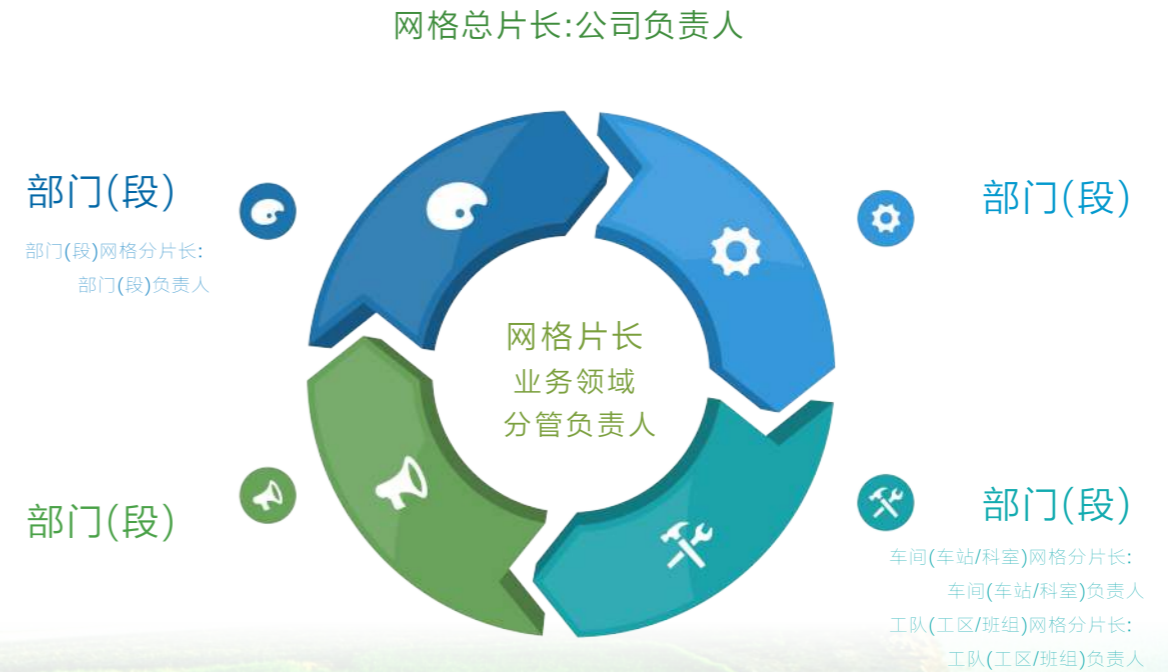 网格总片长:公司负责人
部门(段)
部门(段)网格分片长:
部门(段)负责人
部门(段)
网格片长
业务领域
分管负责人
部门(段)
部门(段)
车间(车站/科室)网格分片长:
车间(车站/科室)负责人
工队(工区/班组)网格分片长:
工队(工区/班组)负责人